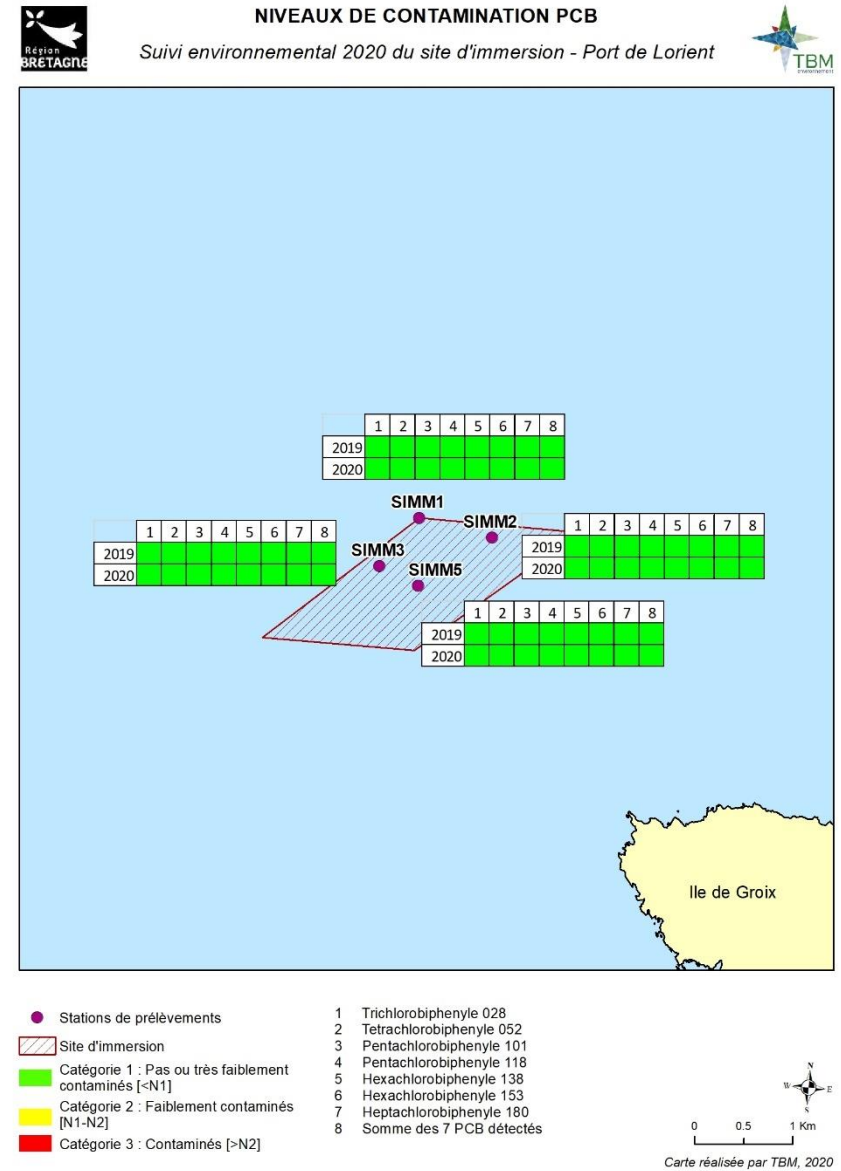 NIVEAUX DE CONTAMINATION PCB
Suivi environnemental 2020 du site d'immersion - Port de Lorient
Région
BRETAGNE
TBM
environnement
1 2 3 4 5 6 7 8
2019
2020
SIMM1
SIMM2
1 2 3 4 5 6 7 8
2019
2020
SIMM3
1 2 3 4 5 6 7 8
2019
2020
SIMM5
1 2 3 4 5 6 7 8
2019
2020
Ile de Groix
Stations de prélèvements
Site d'immersion
Catégorie 1 : Pas ou très faiblement
contaminés [<N1]
Catégorie 2 : Faiblement contaminés
[N1-N2]
Catégorie 3 : Contaminés [>N2]
1 Trichlorobiphenyle 028
2 Tetrachlorobiphenyle 052
3 Pentachlorobiphenyle 101
4 Pentachlorobiphenyle 118
5 Hexachlorobiphenyle 138
6 Hexachlorobiphenyle 153
7 Heptachlorobiphenyle 180
8 Somme des 7 PCB détectés
N
W E
S
0 0.5 1 Km
Carte réalisée par TBM, 2020